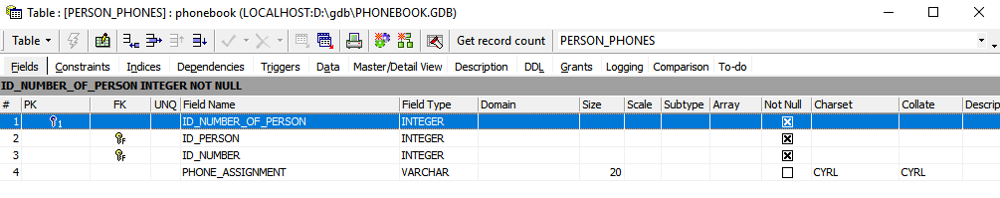 Table : [PERSON_PHONES] : phonebook (LOCALHOST:D:\gdb\PHONEBOOK.GDB)
Table Get record count PERSON_PHONES
Fields Constraints Indices Dependencies Triggers Data Master/Detail View Description DDL Grants Logging Comparison To-do
ID_NUMBER_OF_PERSON INTEGER NOT NULL
# PK FK UNQ Field Name Field Type Domain Size Scale Subtype Array Not Null Charset Collate Descrip
1 1 ID_NUMBER_OF_PERSON INTEGER
2 F ID_PERSON INTEGER
3 F ID_NUMBER INTEGER
4 PHONE_ASSIGNMENT VARCHAR 20 CYRL CYRL